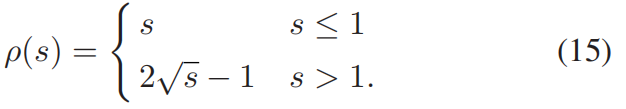 ρ(s) = { s s ≤ 1
2√s − 1 s > 1. (15)